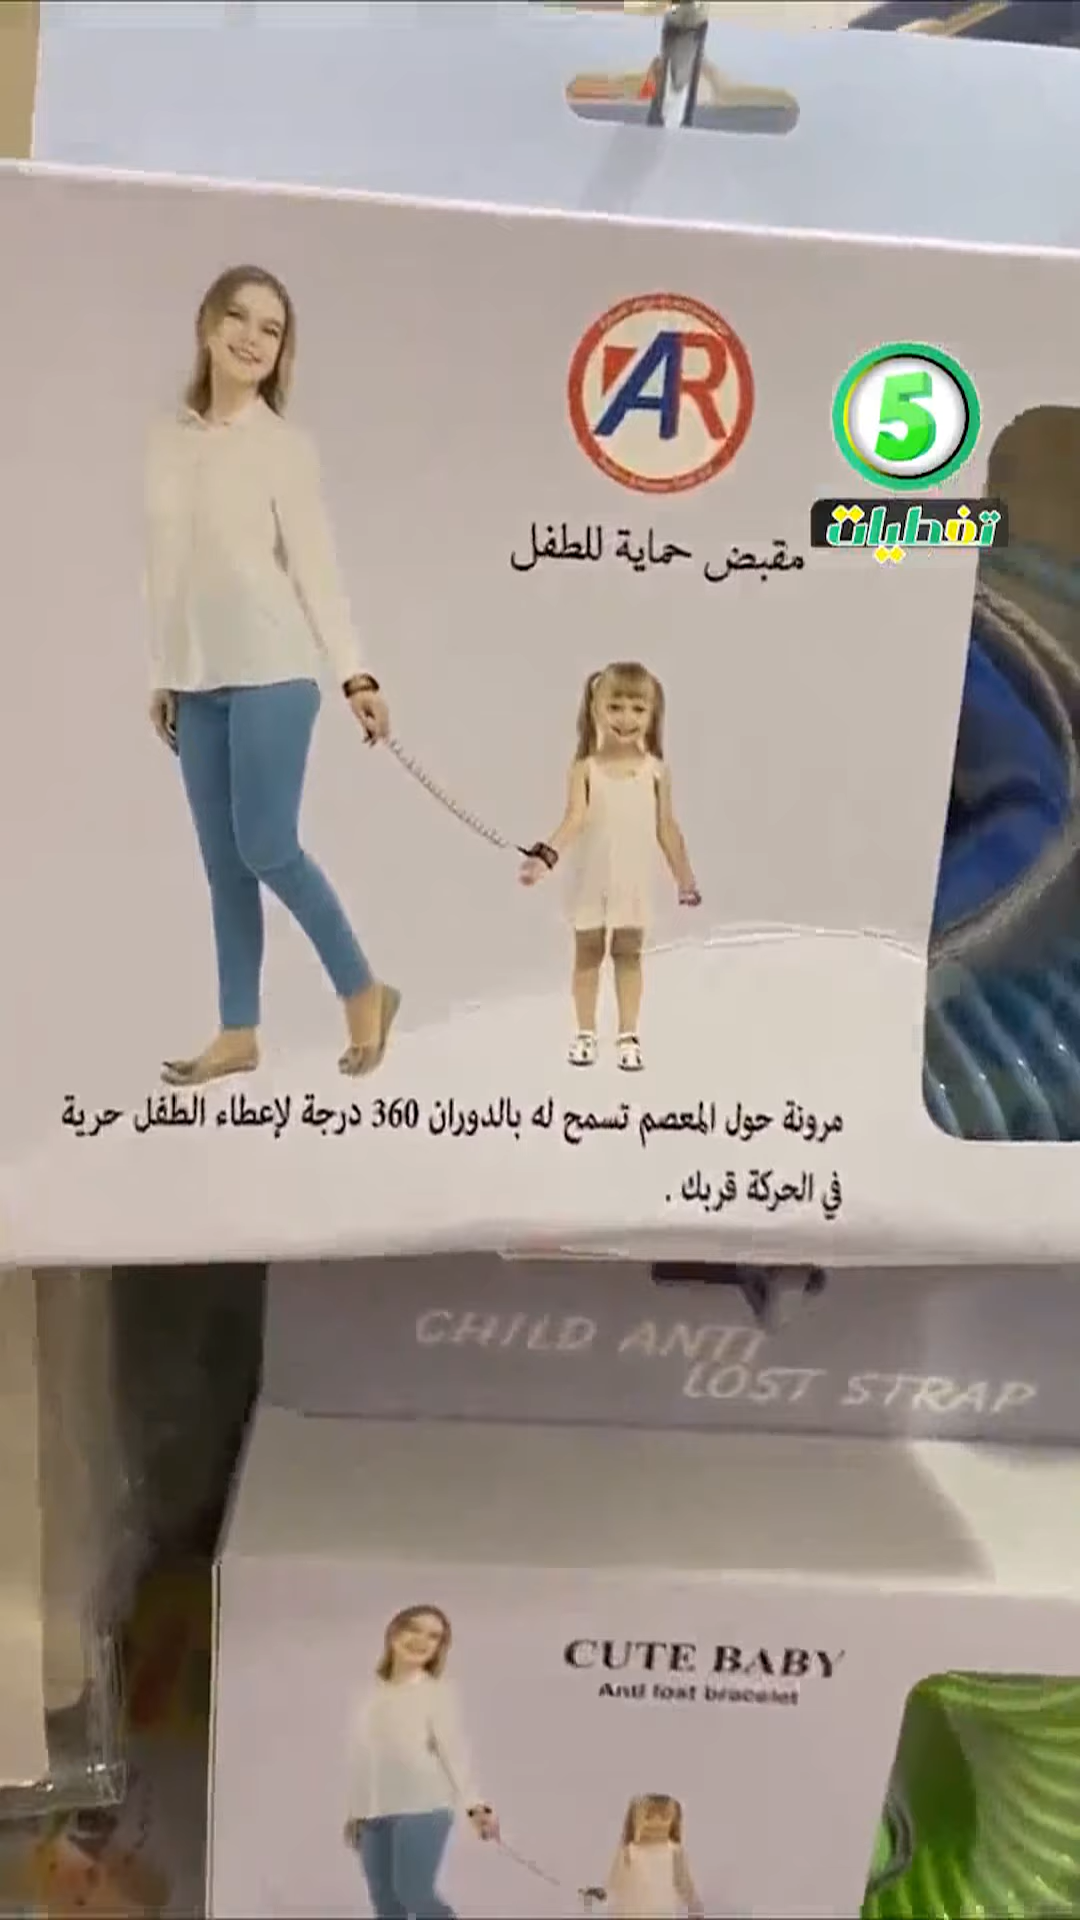 AR
5
تغطيات
مقبض حماية للطفل
مرونة حول المعصم تسمح له بالدوران 360 درجة لإعطاء الطفل حرية
في الحركة قربك .
CHILD ANTI
LOST STRAP
CUTE BABY
Anti lost bracelet